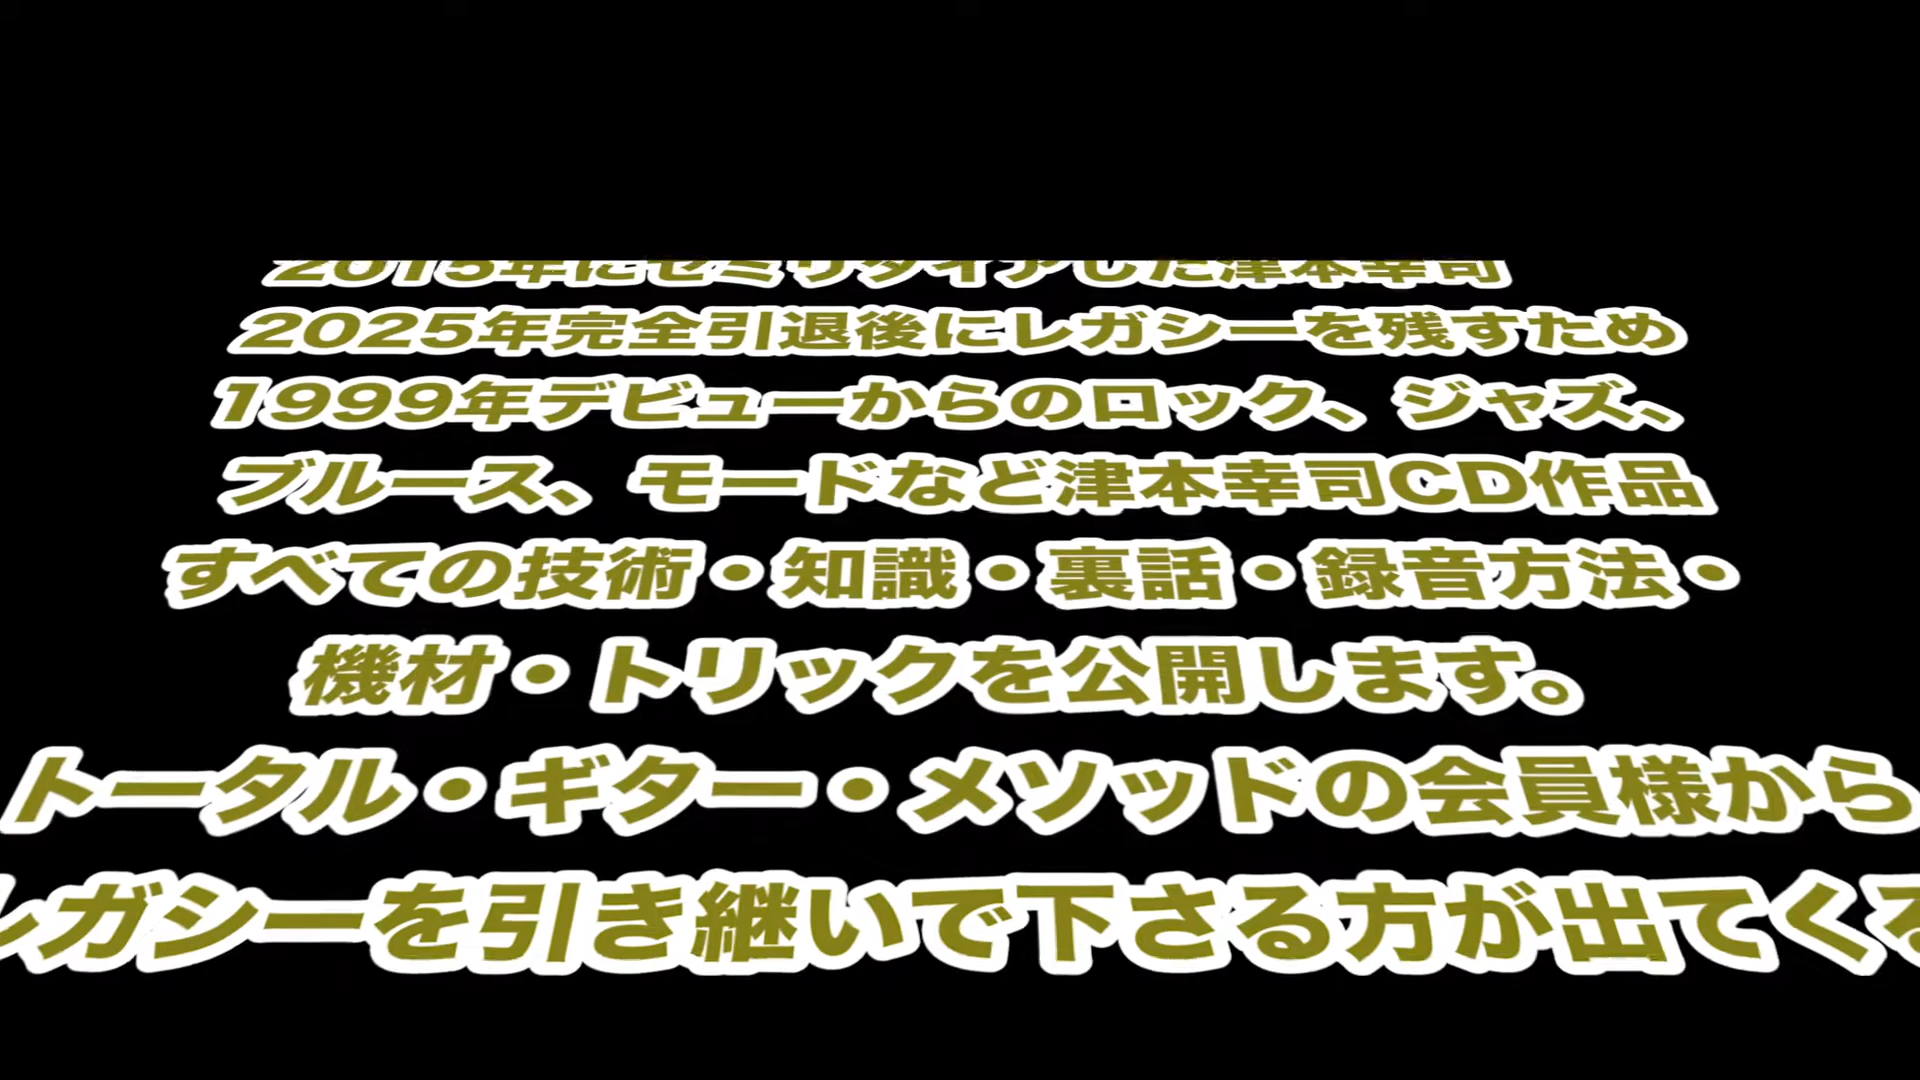 2015年にセミリタイアした津本幸司
2025年完全引退後にレガシーを残すため
1999年デビューからのロック、ジャズ、
ブルース、モードなど津本幸司CD作品
すべての技術・知識・裏話・録音方法・
機材・トリックを公開します。
トータル・ギター・メソッドの会員様から
レガシーを引き継いで下さる方が出てくる